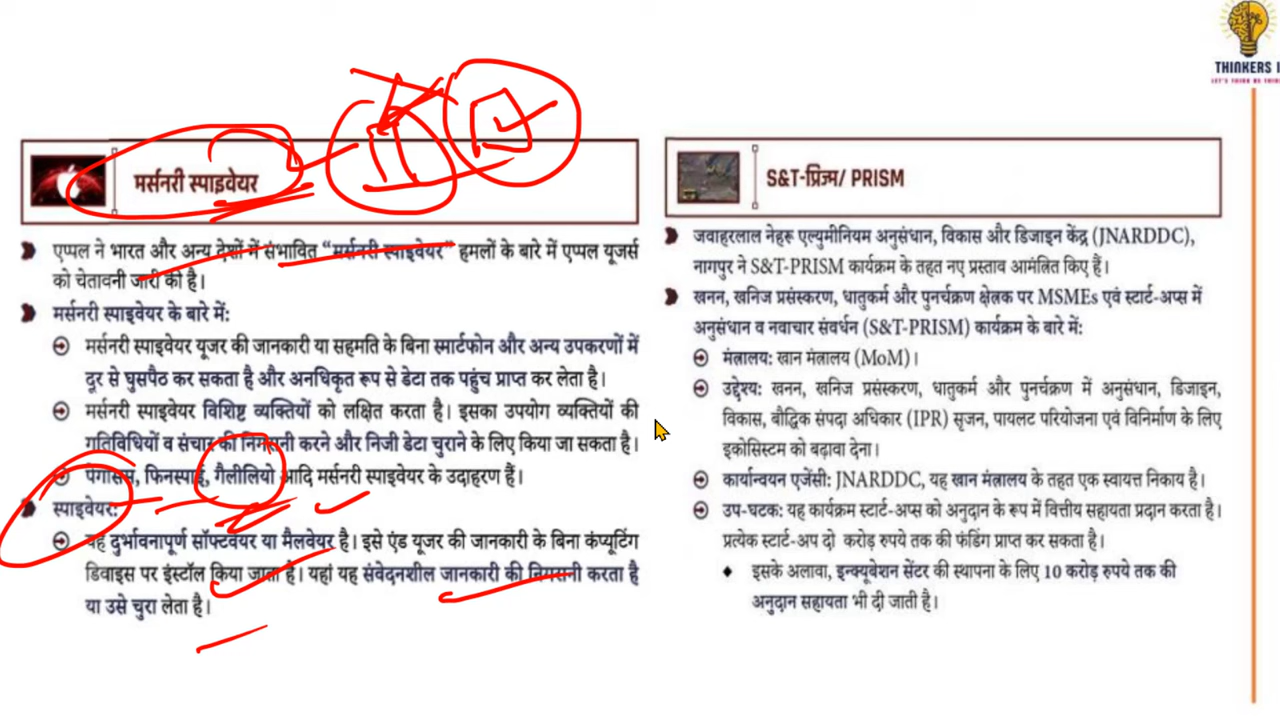 THINKERS I
LET'S THINK BE THIN
मर्सनरी स्पाइवेयर
एप्पल ने भारत और अन्य देशों में संभावित “मर्सनरी स्पाइवेयर” हमलों के बारे में एप्पल यूजर्स
को चेतावनी जारी की है।
मर्सनरी स्पाइवेयर के बारे में:
मर्सनरी स्पाइवेयर यूजर की जानकारी या सहमति के बिना स्मार्टफोन और अन्य उपकरणों में
दूर से घुसपैठ कर सकता है और अनधिकृत रूप से डेटा तक पहुंच प्राप्त कर लेता है।
मर्सनरी स्पाइवेयर विशिष्ट व्यक्तियों को लक्षित करता है। इसका उपयोग व्यक्तियों की
गतिविधियों व संचार की निगरानी करने और निजी डेटा चुराने के लिए किया जा सकता है।
पेगासस, फिनस्पाई, गैलीलियो आदि मर्सनरी स्पाइवेयर के उदाहरण हैं।
स्पाइवेयर:
यह दुर्भावनापूर्ण सॉफ्टवेयर या मैलवेयर है। इसे एंड यूजर की जानकारी के बिना कंप्यूटिंग
डिवाइस पर इंस्टॉल किया जाता है। यहां यह संवेदनशील जानकारी की निगरानी करता है
या उसे चुरा लेता है।
S&T-प्रिज्म/ PRISM
जवाहरलाल नेहरू एल्युमीनियम अनुसंधान, विकास और डिजाइन केंद्र (JNARDDC),
नागपुर ने S&T-PRISM कार्यक्रम के तहत नए प्रस्ताव आमंत्रित किए हैं।
खनन, खनिज प्रसंस्करण, धातुकर्म और पुनर्चक्रण क्षेत्रक पर MSMEs एवं स्टार्ट-अप्स में
अनुसंधान व नवाचार संवर्धन (S&T-PRISM) कार्यक्रम के बारे में:
मंत्रालय: खान मंत्रालय (MoM)।
उद्देश्य: खनन, खनिज प्रसंस्करण, धातुकर्म और पुनर्चक्रण में अनुसंधान, डिजाइन,
विकास, बौद्धिक संपदा अधिकार (IPR) सृजन, पायलट परियोजना एवं विनिर्माण के लिए
इकोसिस्टम को बढ़ावा देना।
कार्यान्वयन एजेंसी: JNARDDC, यह खान मंत्रालय के तहत एक स्वायत्त निकाय है।
उप-घटक: यह कार्यक्रम स्टार्ट-अप्स को अनुदान के रूप में वित्तीय सहायता प्रदान करता है।
प्रत्येक स्टार्ट-अप दो करोड़ रुपये तक की फंडिंग प्राप्त कर सकता है।
इसके अलावा, इन्क्यूबेशन सेंटर की स्थापना के लिए 10 करोड़ रुपये तक की
अनुदान सहायता भी दी जाती है।